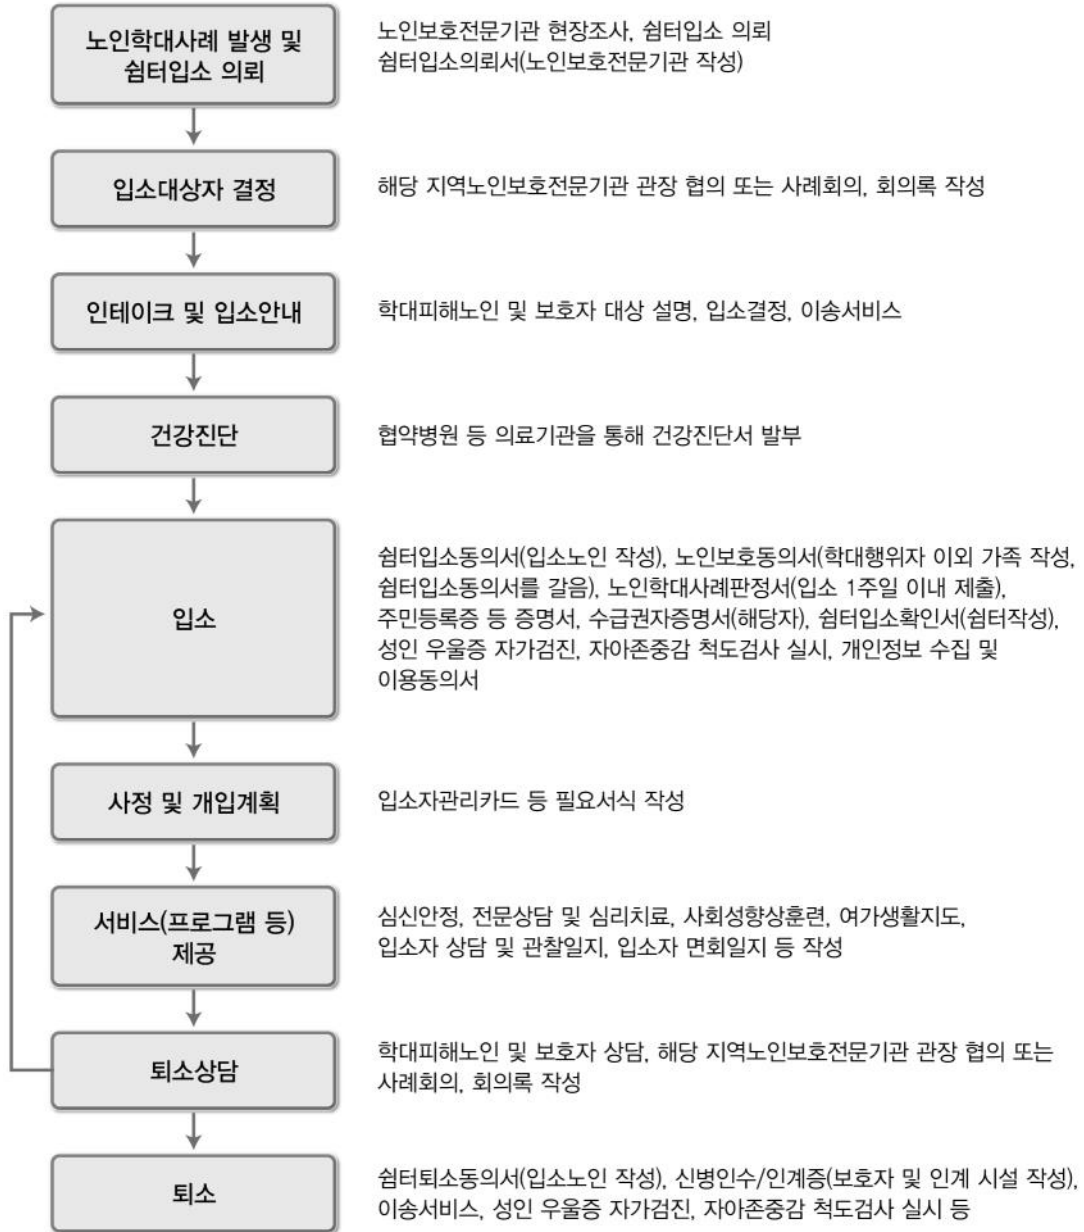 노인학대사례 발생 및
쉼터입소 의뢰
노인보호전문기관 현장조사, 쉼터입소 의뢰
쉼터입소의뢰서(노인보호전문기관 작성)
입소대상자 결정
해당 지역노인보호전문기관 관장 협의 또는 사례회의, 회의록 작성
인테이크 및 입소안내
학대피해노인 및 보호자 대상 설명, 입소결정, 이송서비스
건강진단
협약병원 등 의료기관을 통해 건강진단서 발부
입소
쉼터입소동의서(입소노인 작성), 노인보호동의서(학대행위자 이외 가족 작성,
쉼터입소동의서를 갈음), 노인학대사례판정서(입소 1주일 이내 제출),
주민등록증 등 증명서, 수급권자증명서(해당자), 쉼터입소확인서(쉼터작성),
성인 우울증 자가검진, 자아존중감 척도검사 실시, 개인정보 수집 및
이용동의서
사정 및 개입계획
입소자관리카드 등 필요서식 작성
서비스(프로그램 등)
제공
심신안정, 전문상담 및 심리치료, 사회성향상훈련, 여가생활지도,
입소자 상담 및 관찰일지, 입소자 면회일지 등 작성
퇴소상담
학대피해노인 및 보호자 상담, 해당 지역노인보호전문기관 관장 협의 또는
사례회의, 회의록 작성
퇴소
쉼터퇴소동의서(입소노인 작성), 신병인수/인계증(보호자 및 인계 시설 작성),
이송서비스, 성인 우울증 자가검진, 자아존중감 척도검사 실시 등